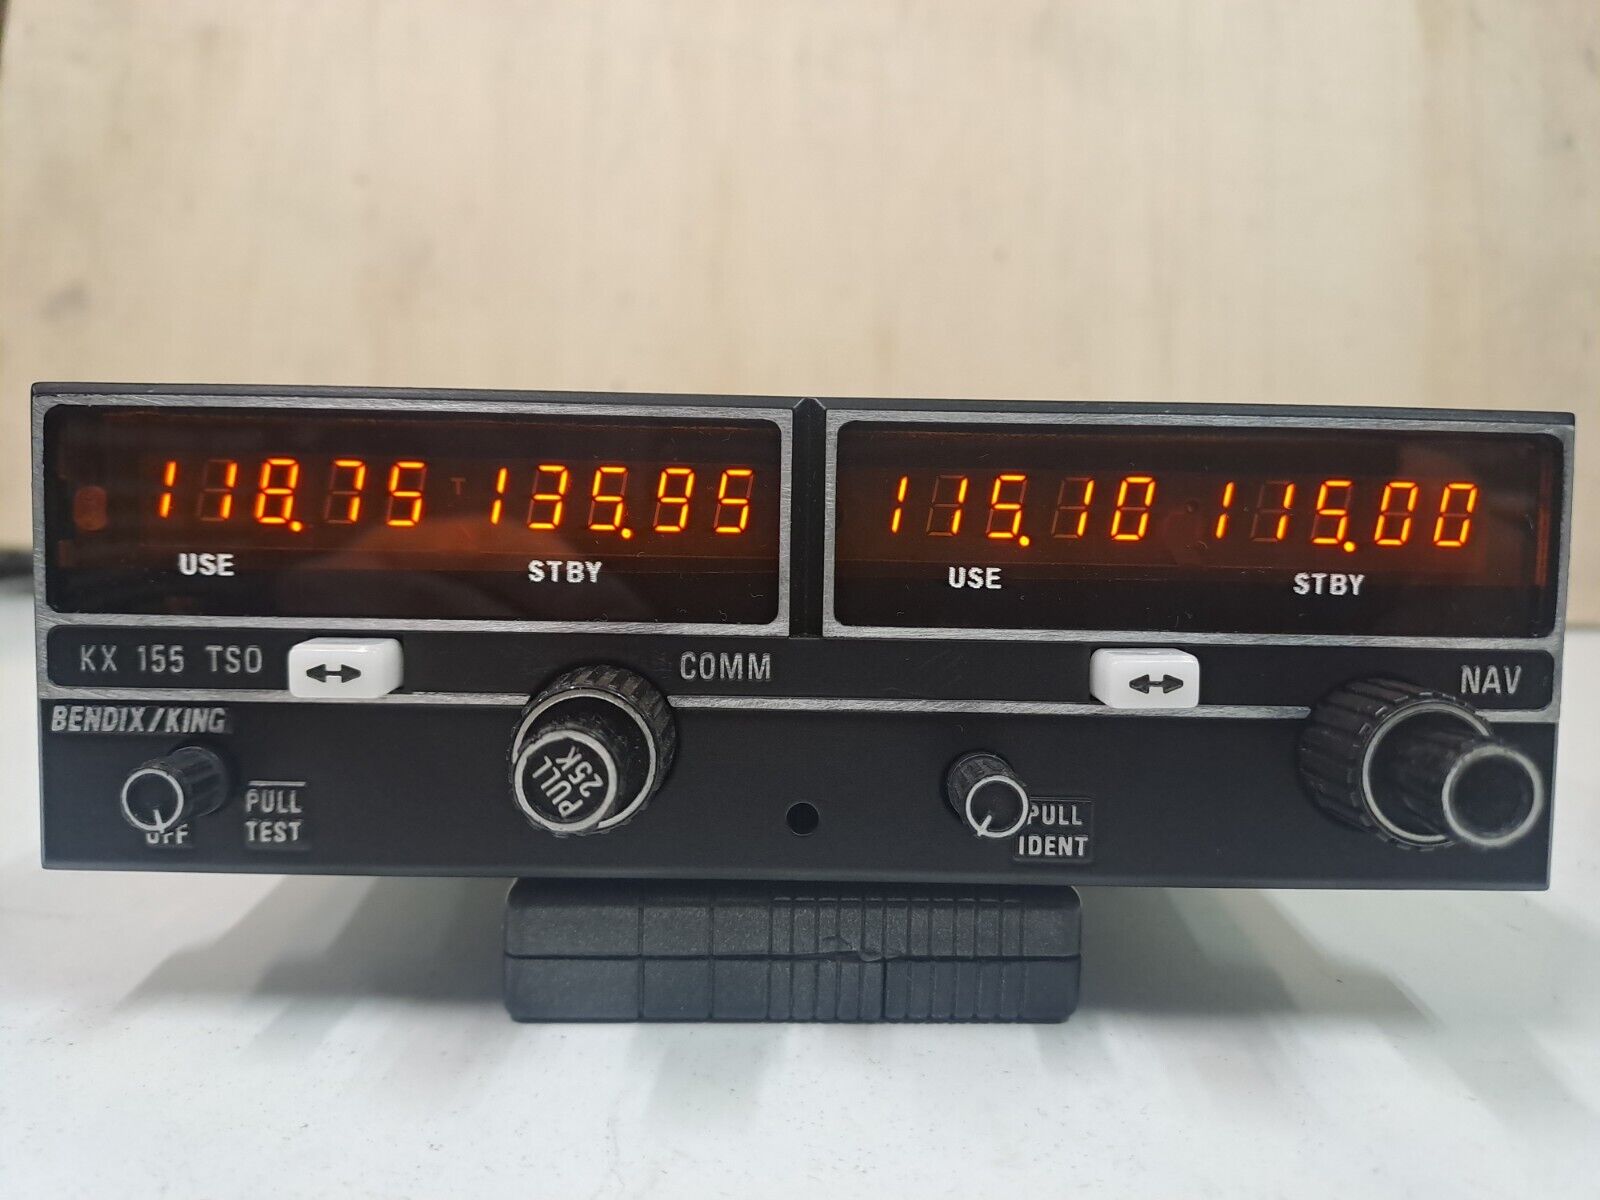 118.75 T 135.95
USE STBY
115.10 115.00
USE STBY
KX 155 TSO ↔ COMM
↔ NAV
BENDIX/KING
OFF
PULL
TEST
PULL
25K
PULL
IDENT